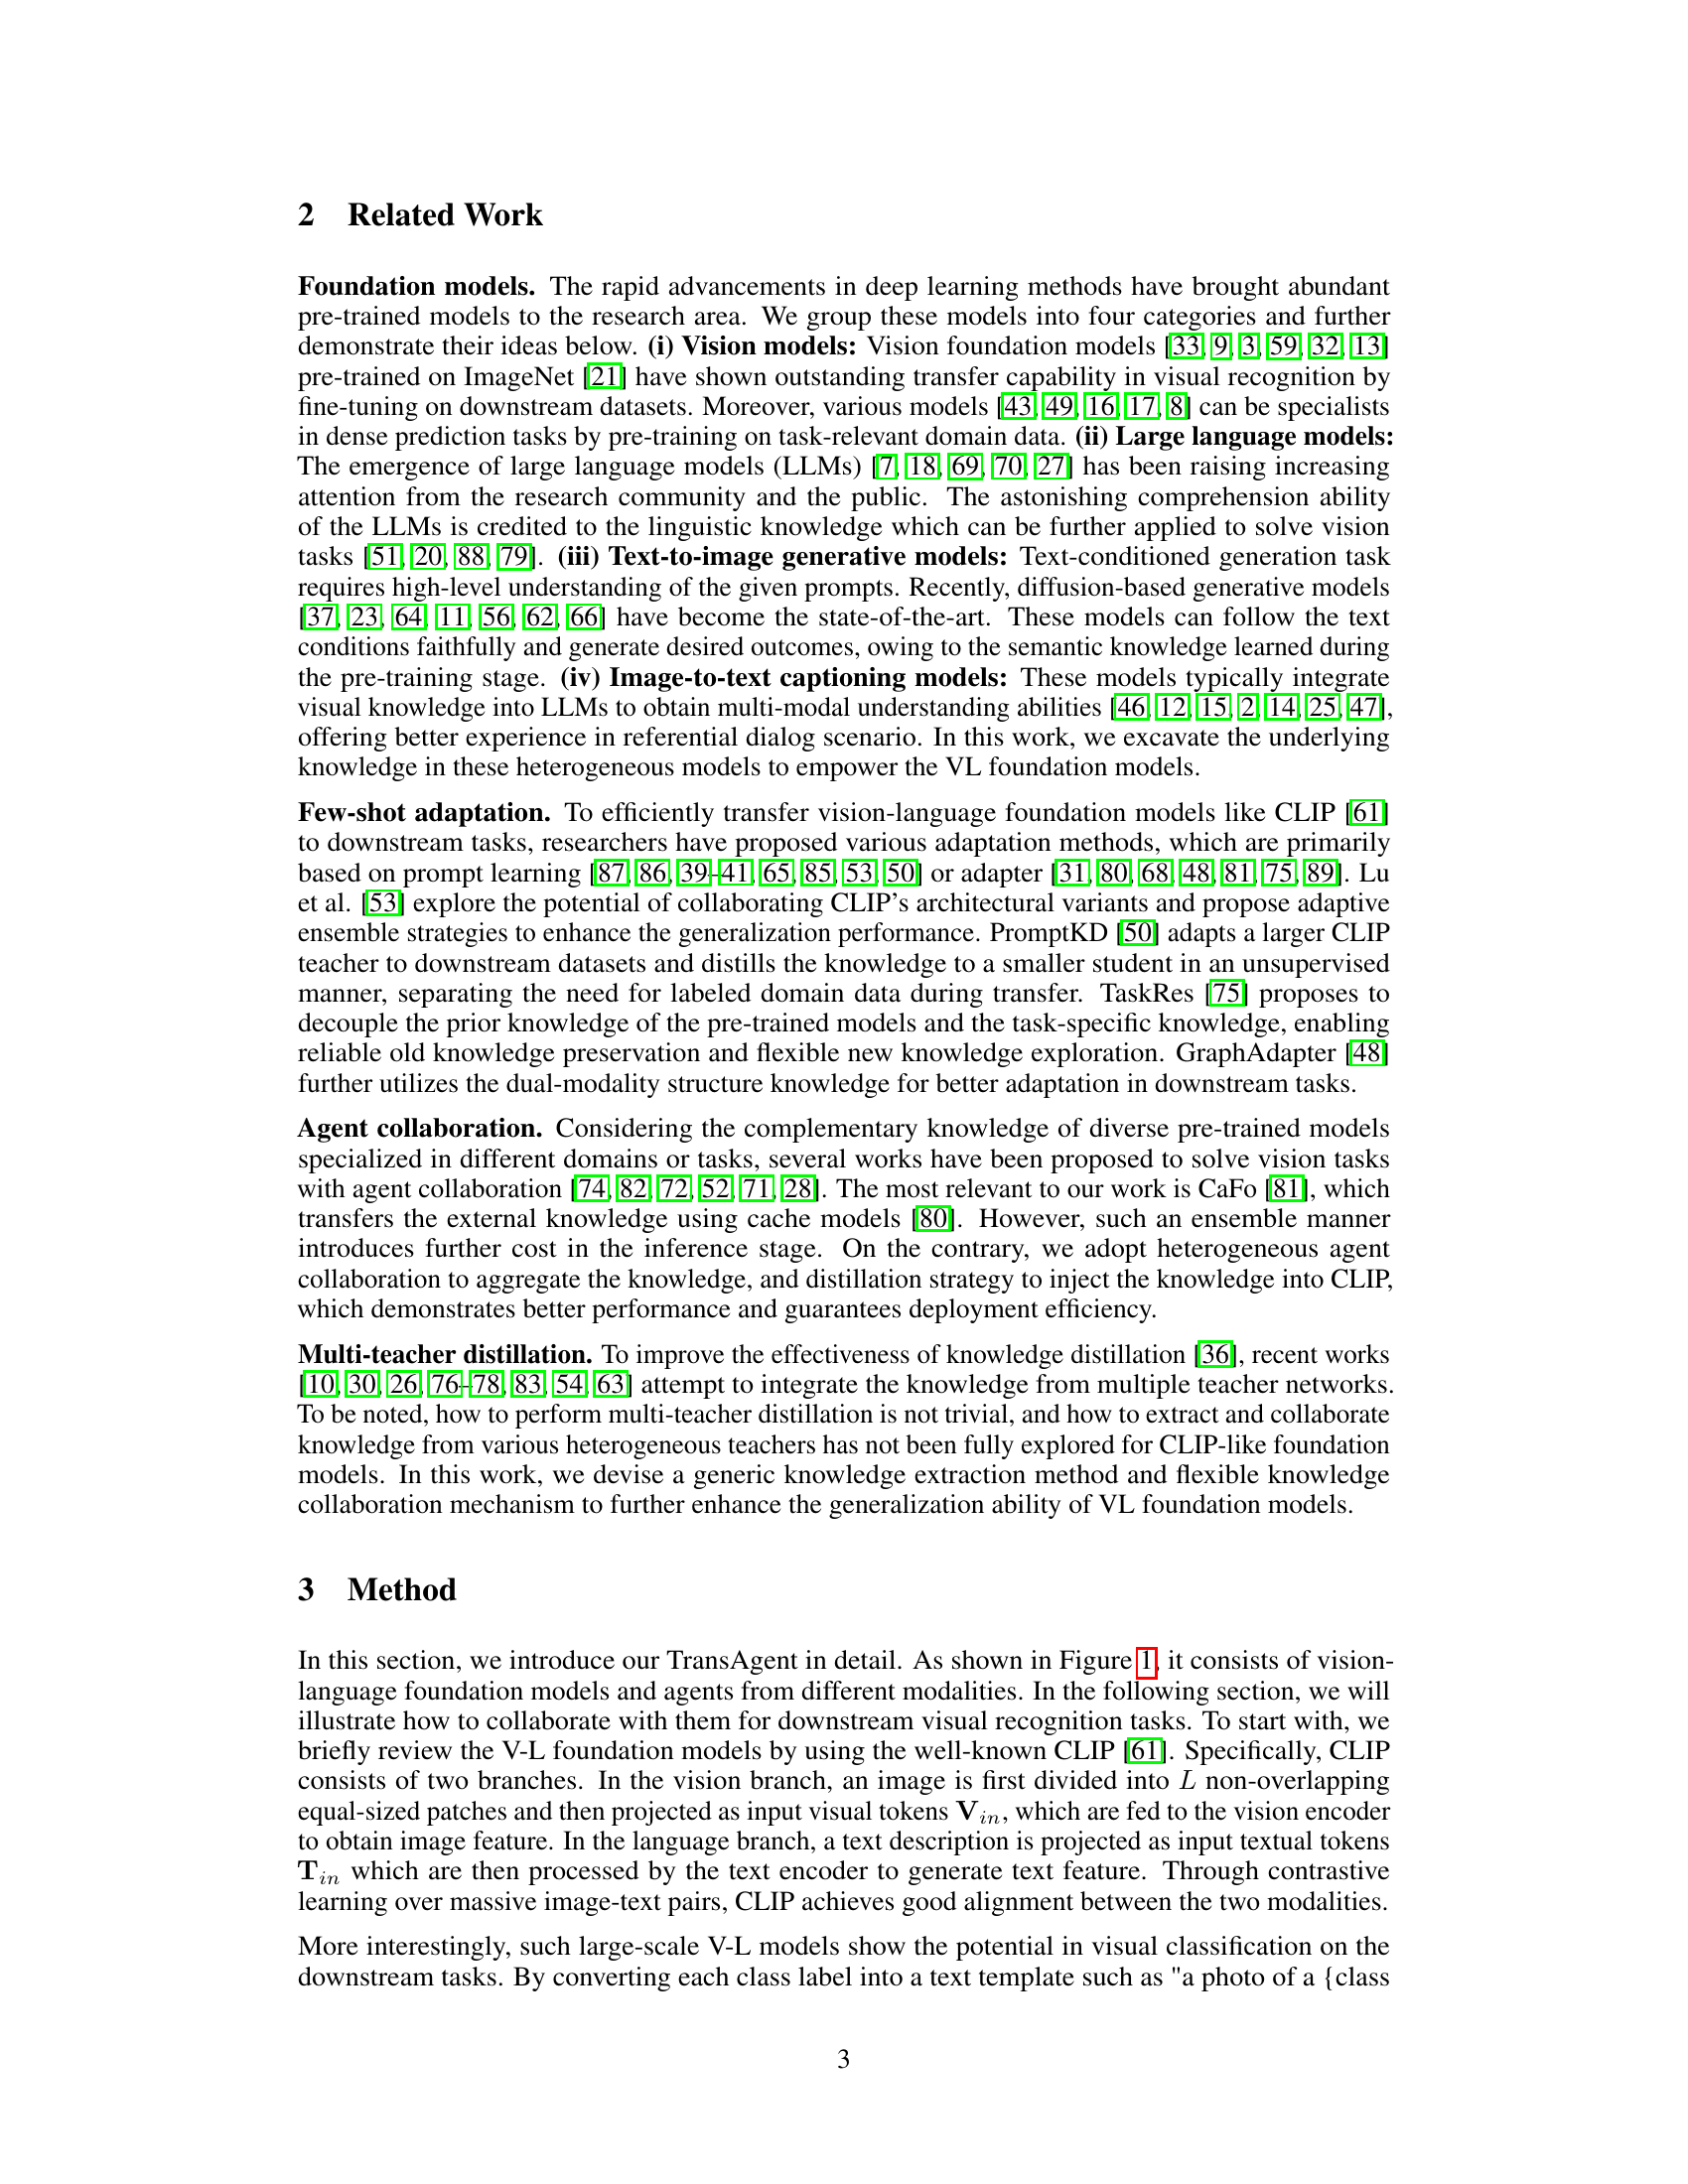 2 Related Work
Foundation models. The rapid advancements in deep learning methods have brought abundant
pre-trained models to the research area. We group these models into four categories and further
demonstrate their ideas below. (i) Vision models: Vision foundation models [33, 9, 3, 59, 32, 13]
pre-trained on ImageNet [21] have shown outstanding transfer capability in visual recognition by
fine-tuning on downstream datasets. Moreover, various models [43, 49, 16, 17, 8] can be specialists
in dense prediction tasks by pre-training on task-relevant domain data. (ii) Large language models:
The emergence of large language models (LLMs) [7, 18, 69, 70, 27] has been raising increasing
attention from the research community and the public. The astonishing comprehension ability
of the LLMs is credited to the linguistic knowledge which can be further applied to solve vision
tasks [51, 20, 88, 79]. (iii) Text-to-image generative models: Text-conditioned generation task
requires high-level understanding of the given prompts. Recently, diffusion-based generative models
[37, 23, 64, 11, 56, 62, 66] have become the state-of-the-art. These models can follow the text
conditions faithfully and generate desired outcomes, owing to the semantic knowledge learned during
the pre-training stage. (iv) Image-to-text captioning models: These models typically integrate
visual knowledge into LLMs to obtain multi-modal understanding abilities [46, 12, 15, 2, 14, 25, 47],
offering better experience in referential dialog scenario. In this work, we excavate the underlying
knowledge in these heterogeneous models to empower the VL foundation models.
Few-shot adaptation. To efficiently transfer vision-language foundation models like CLIP [61]
to downstream tasks, researchers have proposed various adaptation methods, which are primarily
based on prompt learning [87, 86, 39–41, 65, 85, 53, 50] or adapter [31, 80, 68, 48, 81, 75, 89]. Lu
et al. [53] explore the potential of collaborating CLIP's architectural variants and propose adaptive
ensemble strategies to enhance the generalization performance. PromptKD [50] adapts a larger CLIP
teacher to downstream datasets and distills the knowledge to a smaller student in an unsupervised
manner, separating the need for labeled domain data during transfer. TaskRes [75] proposes to
decouple the prior knowledge of the pre-trained models and the task-specific knowledge, enabling
reliable old knowledge preservation and flexible new knowledge exploration. GraphAdapter [48]
further utilizes the dual-modality structure knowledge for better adaptation in downstream tasks.
Agent collaboration. Considering the complementary knowledge of diverse pre-trained models
specialized in different domains or tasks, several works have been proposed to solve vision tasks
with agent collaboration [74, 82, 72, 52, 71, 28]. The most relevant to our work is CaFo [81], which
transfers the external knowledge using cache models [80]. However, such an ensemble manner
introduces further cost in the inference stage. On the contrary, we adopt heterogeneous agent
collaboration to aggregate the knowledge, and distillation strategy to inject the knowledge into CLIP,
which demonstrates better performance and guarantees deployment efficiency.
Multi-teacher distillation. To improve the effectiveness of knowledge distillation [36], recent works
[10, 30, 26, 76–78, 83, 54, 63] attempt to integrate the knowledge from multiple teacher networks.
To be noted, how to perform multi-teacher distillation is not trivial, and how to extract and collaborate
knowledge from various heterogeneous teachers has not been fully explored for CLIP-like foundation
models. In this work, we devise a generic knowledge extraction method and flexible knowledge
collaboration mechanism to further enhance the generalization ability of VL foundation models.
3 Method
In this section, we introduce our TransAgent in detail. As shown in Figure 1, it consists of vision-
language foundation models and agents from different modalities. In the following section, we will
illustrate how to collaborate with them for downstream visual recognition tasks. To start with, we
briefly review the V-L foundation models by using the well-known CLIP [61]. Specifically, CLIP
consists of two branches. In the vision branch, an image is first divided into L non-overlapping
equal-sized patches and then projected as input visual tokens V_in, which are fed to the vision encoder
to obtain image feature. In the language branch, a text description is projected as input textual tokens
T_in which are then processed by the text encoder to generate text feature. Through contrastive
learning over massive image-text pairs, CLIP achieves good alignment between the two modalities.
More interestingly, such large-scale V-L models show the potential in visual classification on the
downstream tasks. By converting each class label into a text template such as "a photo of a {class
3